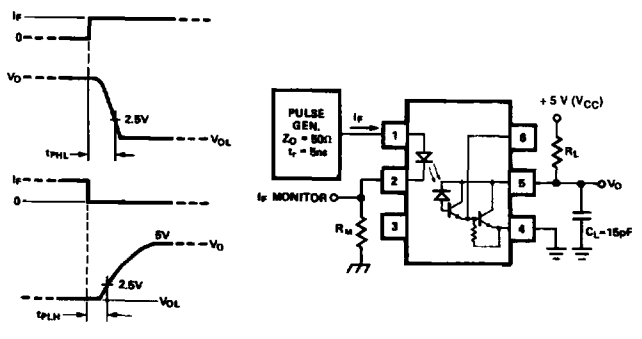 IF
0
VO
2.5V
VOL
tPHL
IF
0
5V
VO
2.5V
VOL
tPLH
PULSE
GEN.
ZO = 50Ω
tr = 5ns
IF
1
2
3
IF MONITOR
RM
6
5
4
+ 5 V (VCC)
RL
VO
CL=15pF